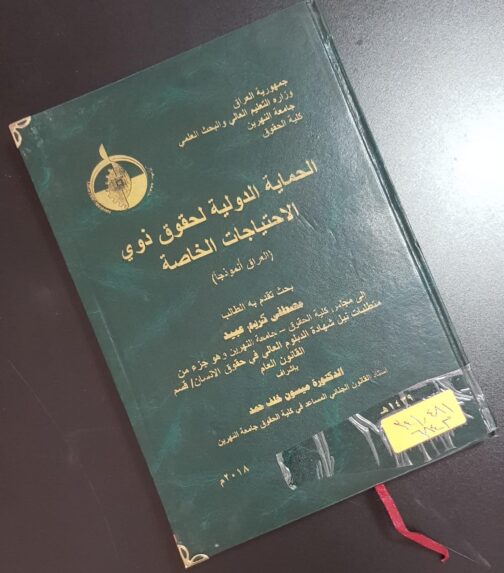 جمهورية العراق
وزاره التعليم العالي والبحث العلمي
جامعة النهرين
كلية الحقوق
الحماية الدولية لحقوق ذوي
الاحتياجات الخاصة
(العراق أنموذجاً)
بحث تقدم به الطالب
مصطفى كريم عبيد
الى مجلس كلية الحقوق – جامعة النهرين وهو جزء من
متطلبات نيل شهادة الدبلوم العالي في حقوق الانسان/ قسم
القانون العام
بأشراف
الدكتورة ميسون خلف حمد
استاذ القانون الجنائي المساعد في كلية الحقوق جامعة النهرين
١٤٣٩هـ
٢٠١٨م